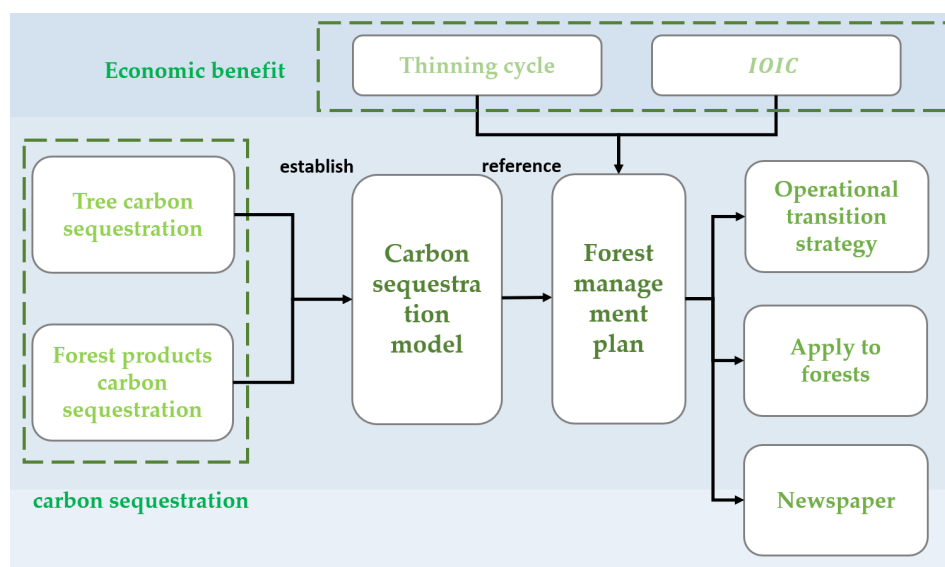 Economic benefit
Thinning cycle
IOIC
establish
reference
Tree carbon
sequestration
Forest products
carbon
sequestration
carbon sequestration
Carbon
sequestra
tion
model
Forest
manage
ment
plan
Operational
transition
strategy
Apply to
forests
Newspaper